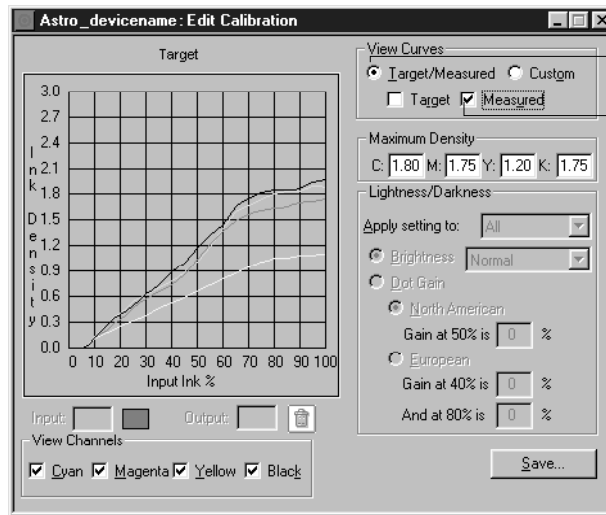 Astro_devicename: Edit Calibration
Target
3.0
2.7
2.4
2.1
1.8
1.5
1.2
0.9
0.6
0.3
0.0
Ink Density
0 10 20 30 40 50 60 70 80 90 100
Input Ink %
Input: Output:
View Channels
Cyan Magenta Yellow Black
View Curves
Target/Measured Custom
Target Measured
Maximum Density
C: 1.80 M: 1.75 Y: 1.20 K: 1.75
Lightness/Darkness
Apply setting to: All
Brightness Normal
Dot Gain
North American
Gain at 50% is 0 %
European
Gain at 40% is 0 %
And at 80% is 0 %
Save...